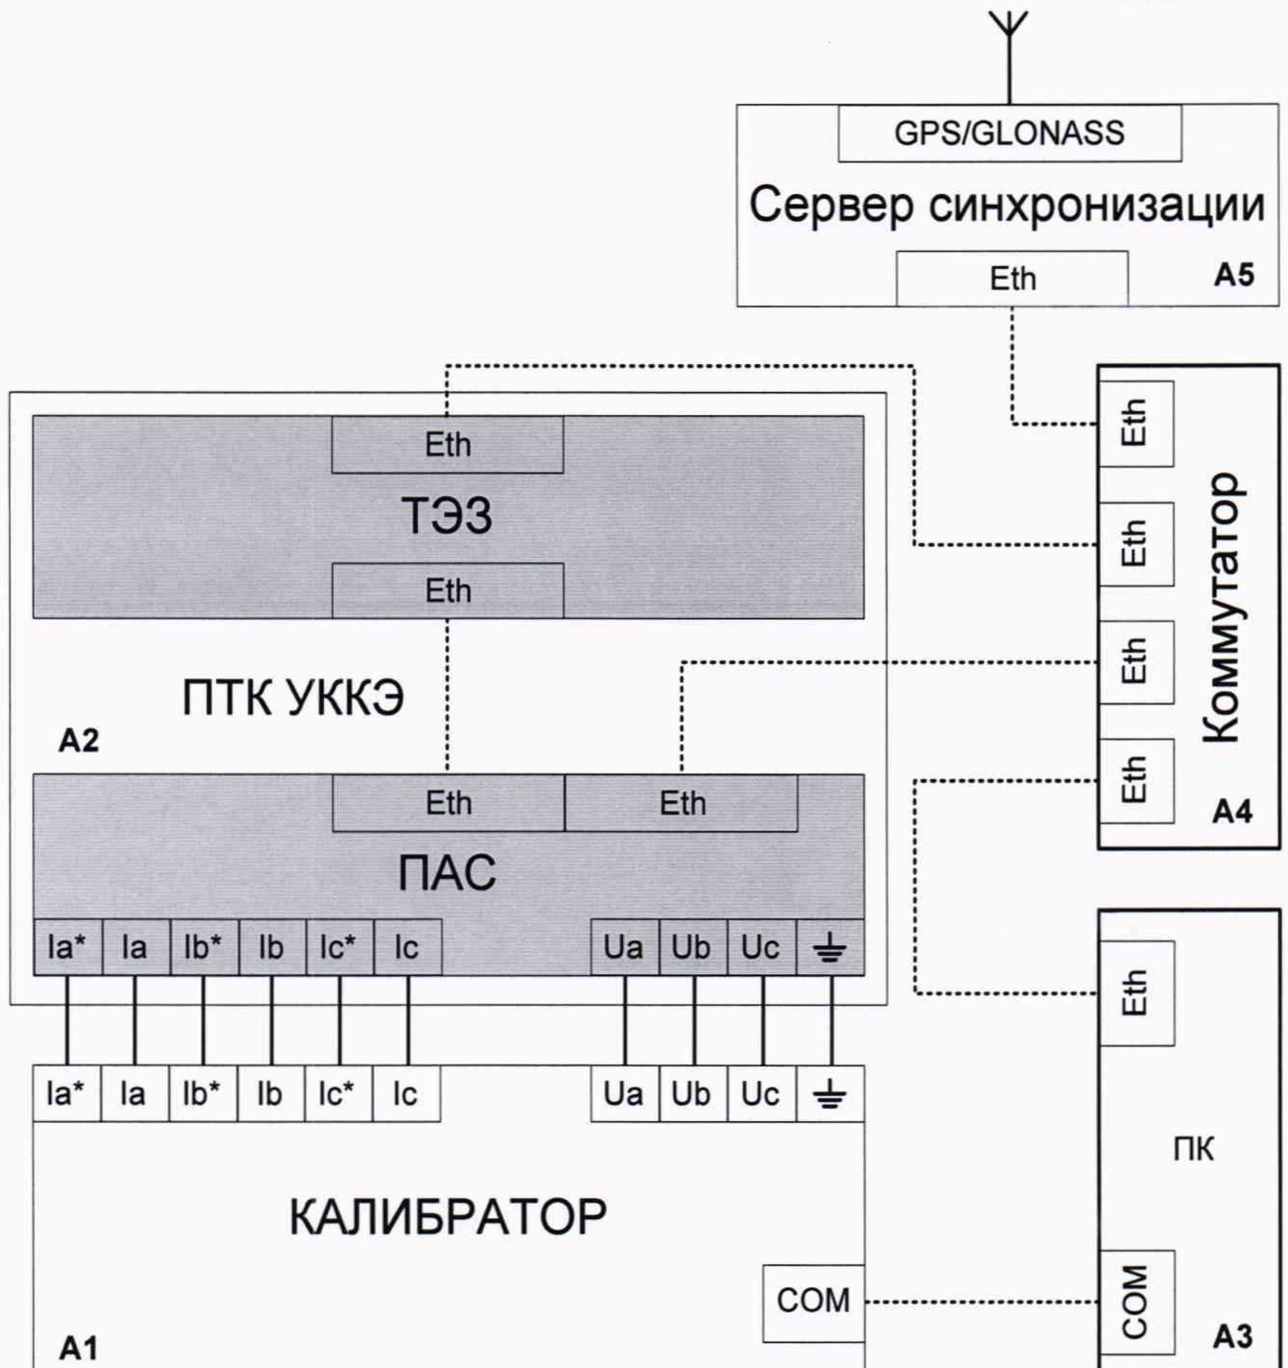 GPS/GLONASS
Сервер синхронизации
Eth
A5
Eth
ТЭЗ
Eth
ПТК УККЭ
A2
Eth
Eth
ПАС
Ia* Ia Ib* Ib Ic* Ic Ua Ub Uc
Eth
Eth
Eth
Eth
Коммутатор
A4
Ia* Ia Ib* Ib Ic* Ic Ua Ub Uc
КАЛИБРАТОР
COM
A1
Eth
ПК
COM
A3